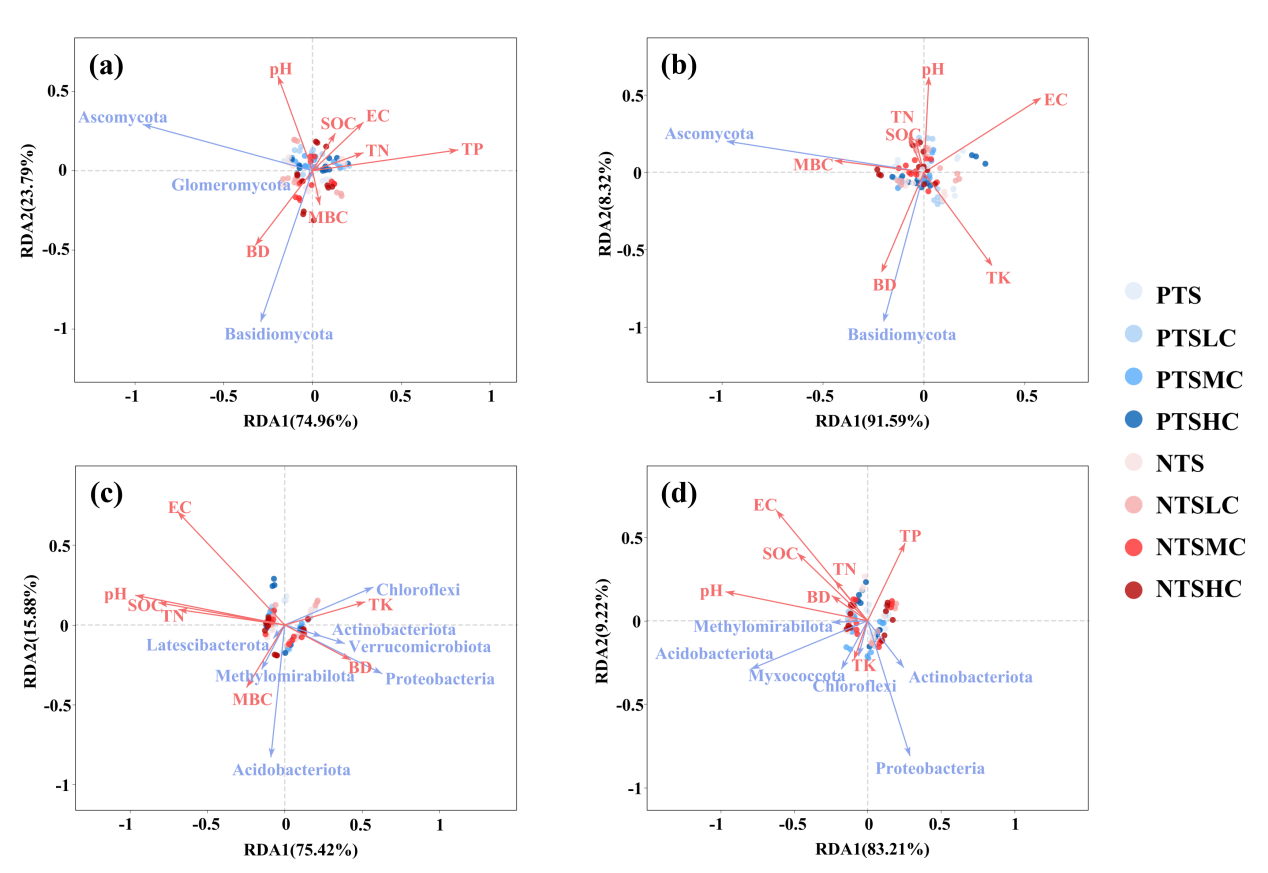 (a)
pH
Ascomycota
EC
SOC
TN
TP
Glomeromycota
MBC
BD
Basidiomycota
0.5
0
-0.5
-1
-1
-0.5
0
0.5
1
RDA2(23.79%)
RDA1(74.96%)
(b)
pH
EC
TN
Ascomycota
SOC
MBC
TK
BD
Basidiomycota
0.5
0
-0.5
-1
-1
-0.5
0
0.5
RDA2(8.32%)
RDA1(91.59%)
(c)
EC
pH
SOC
TN
Chloroflexi
TK
Actinobacteriota
Latescibacterota
Verrucomicrobiota
BD
Methylomirabilota
Proteobacteria
MBC
Acidobacteriota
0.5
0
-0.5
-1
-1
-0.5
0
0.5
1
RDA2(15.88%)
RDA1(75.42%)
(d)
EC
TP
SOC
TN
pH
BD
Methylomirabilota
Acidobacteriota
TK
Myxococcota
Actinobacteriota
Chloroflexi
Proteobacteria
0.5
0
-0.5
-1
-1
-0.5
0
0.5
1
RDA2(9.22%)
RDA1(83.21%)
PTS
PTSLC
PTSMC
PTSHC
NTS
NTSLC
NTSMC
NTSHC